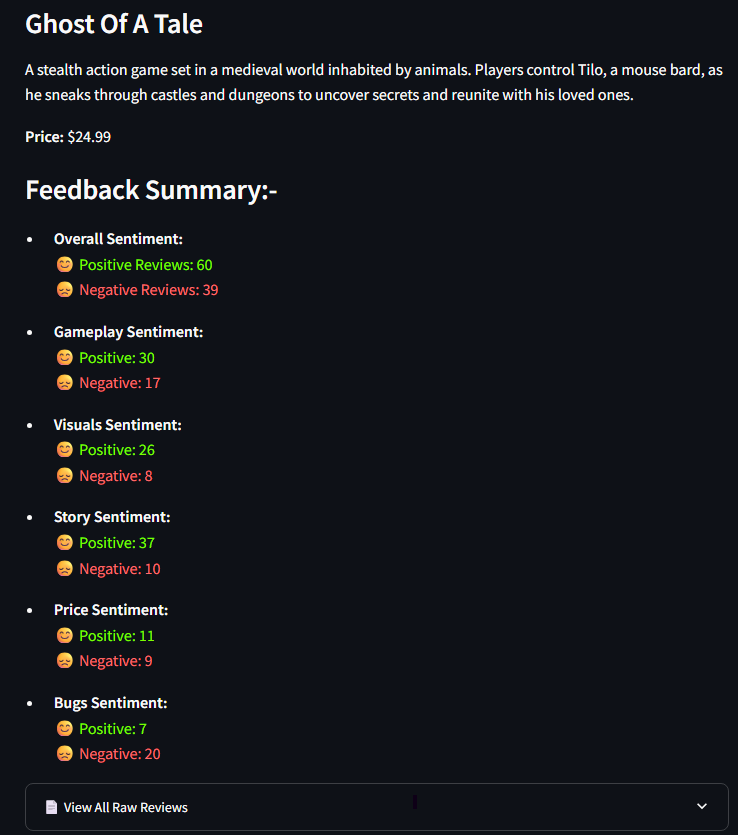 Ghost Of A Tale
A stealth action game set in a medieval world inhabited by animals. Players control Tilo, a mouse bard, as
he sneaks through castles and dungeons to uncover secrets and reunite with his loved ones.
Price: $24.99
Feedback Summary:-
Overall Sentiment:
😊 Positive Reviews: 60
😞 Negative Reviews: 39
Gameplay Sentiment:
😊 Positive: 30
😞 Negative: 17
Visuals Sentiment:
😊 Positive: 26
😞 Negative: 8
Story Sentiment:
😊 Positive: 37
😞 Negative: 10
Price Sentiment:
😊 Positive: 11
😞 Negative: 9
Bugs Sentiment:
😊 Positive: 7
😞 Negative: 20
📄 View All Raw Reviews